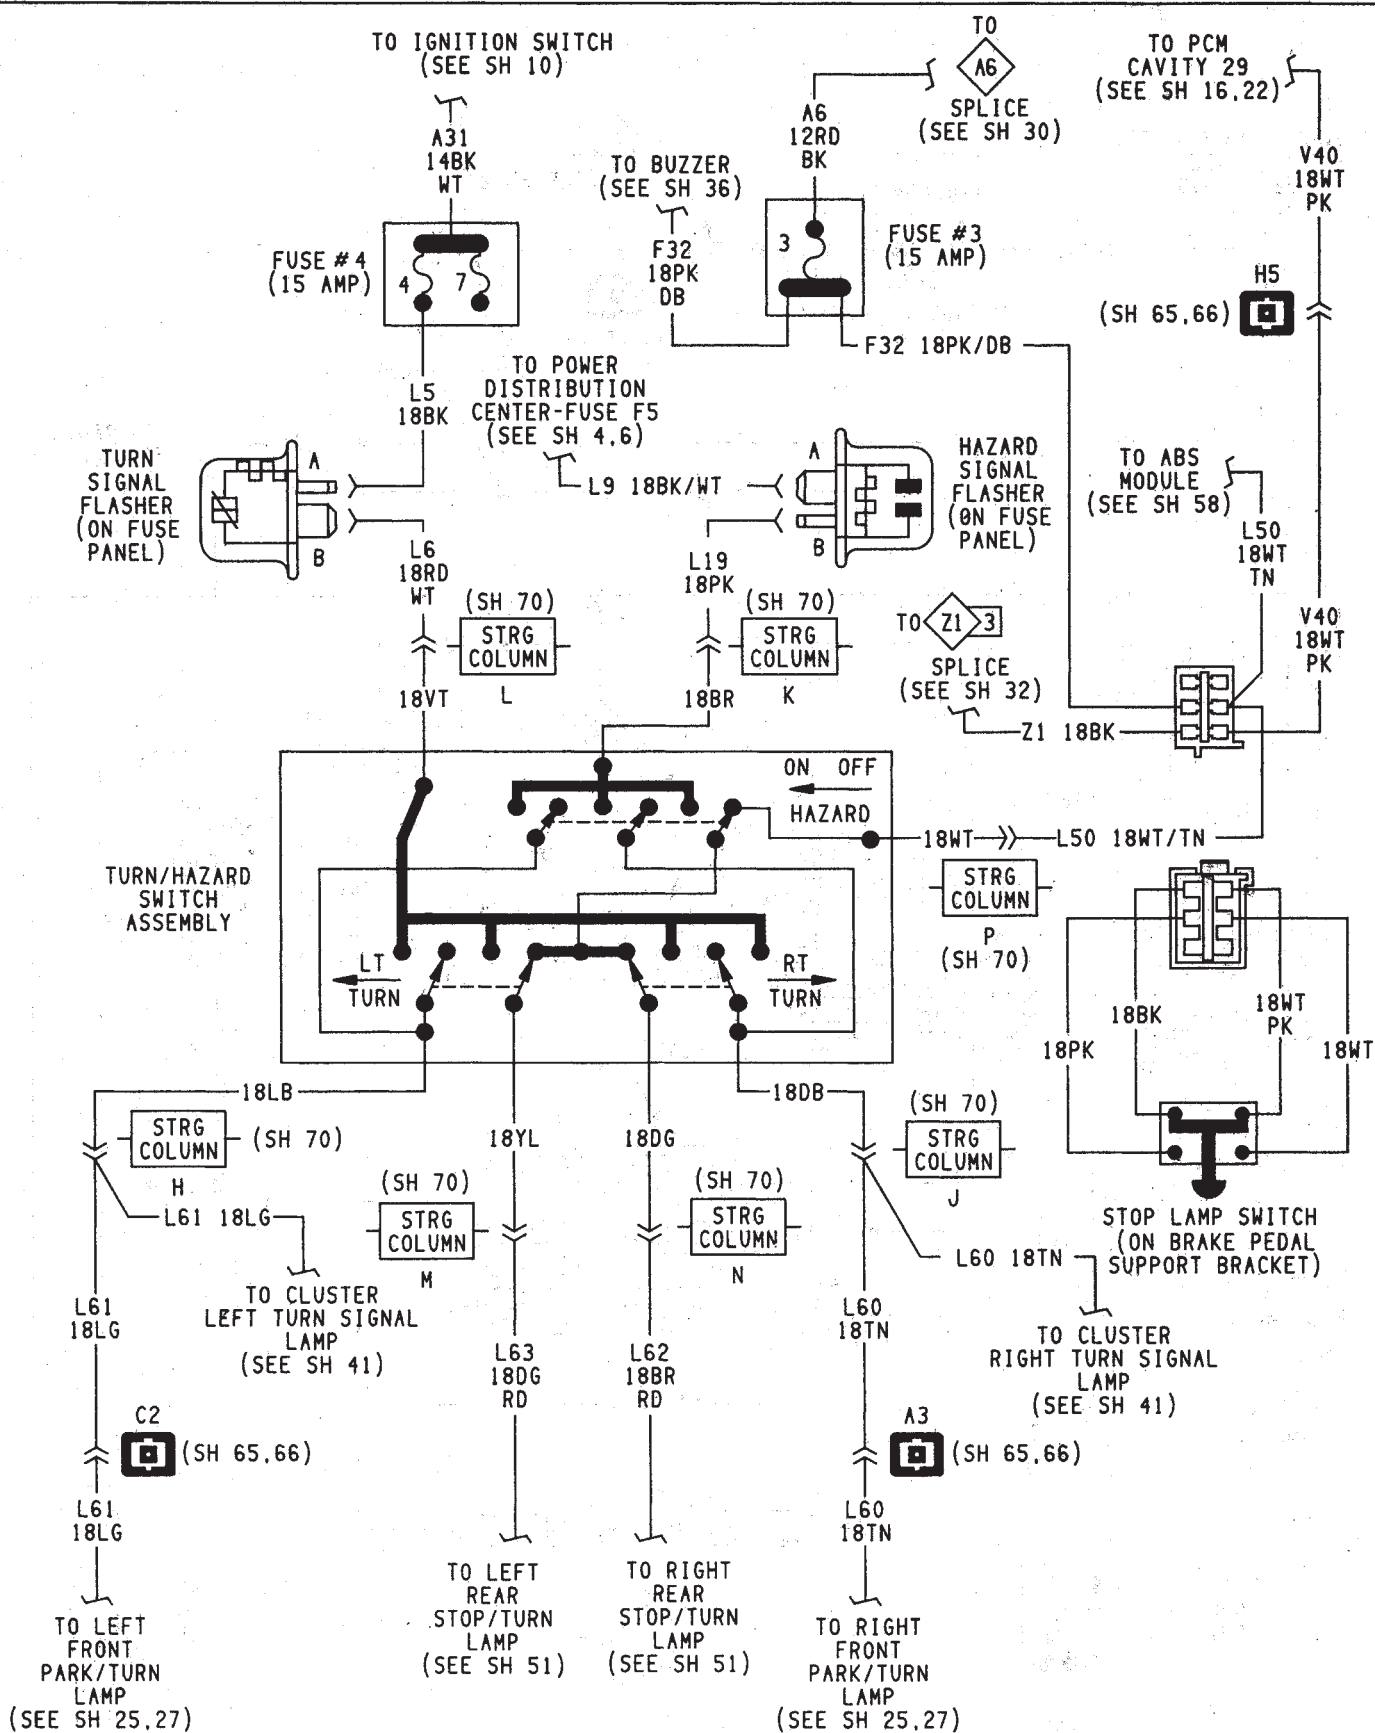 TO IGNITION SWITCH
(SEE SH 10)
A31
14BK
WT
FUSE #4
(15 AMP)
4
7
L5
18BK
TO BUZZER
(SEE SH 36)
F32
18PK
DB
TO
A6
SPLICE
(SEE SH 30)
A6
12RD
BK
3
FUSE #3
(15 AMP)
F32 18PK/DB
TO PCM
CAVITY 29
(SEE SH 16,22)
V40
18WT
PK
H5
(SH 65,66)
TO POWER
DISTRIBUTION
CENTER-FUSE F5
(SEE SH 4,6)
L9 18BK/WT
TURN
SIGNAL
FLASHER
(ON FUSE
PANEL)
A
B
L6
18RD
WT
(SH 70)
STRG
COLUMN
L
18VT
A
B
HAZARD
SIGNAL
FLASHER
(ON FUSE
PANEL)
L19
18PK
(SH 70)
STRG
COLUMN
K
18BR
TO ABS
MODULE
(SEE SH 58)
L50
18WT
TN
V40
18WT
PK
TO Z1 3
SPLICE
(SEE SH 32)
Z1 18BK
ON OFF
HAZARD
18WT
L50 18WT/TN
STRG
COLUMN
P
(SH 70)
TURN/HAZARD
SWITCH
ASSEMBLY
LT
TURN
RT
TURN
18PK
18BK
18WT
PK
18WT
STOP LAMP SWITCH
(ON BRAKE PEDAL
SUPPORT BRACKET)
18LB
STRG
COLUMN
(SH 70)
H
L61 18LG
TO CLUSTER
LEFT TURN SIGNAL
LAMP
(SEE SH 41)
18YL
(SH 70)
STRG
COLUMN
M
18DG
(SH 70)
STRG
COLUMN
N
18DB
(SH 70)
STRG
COLUMN
J
L60 18TN
TO CLUSTER
RIGHT TURN SIGNAL
LAMP
(SEE SH 41)
L61
18LG
L63
18DG
RD
L62
18BR
RD
L60
18TN
C2
(SH 65,66)
A3
(SH 65,66)
L61
18LG
L60
18TN
TO LEFT
FRONT
PARK/TURN
LAMP
(SEE SH 25,27)
TO LEFT
REAR
STOP/TURN
LAMP
(SEE SH 51)
TO RIGHT
REAR
STOP/TURN
LAMP
(SEE SH 51)
TO RIGHT
FRONT
PARK/TURN
LAMP
(SEE SH 25,27)